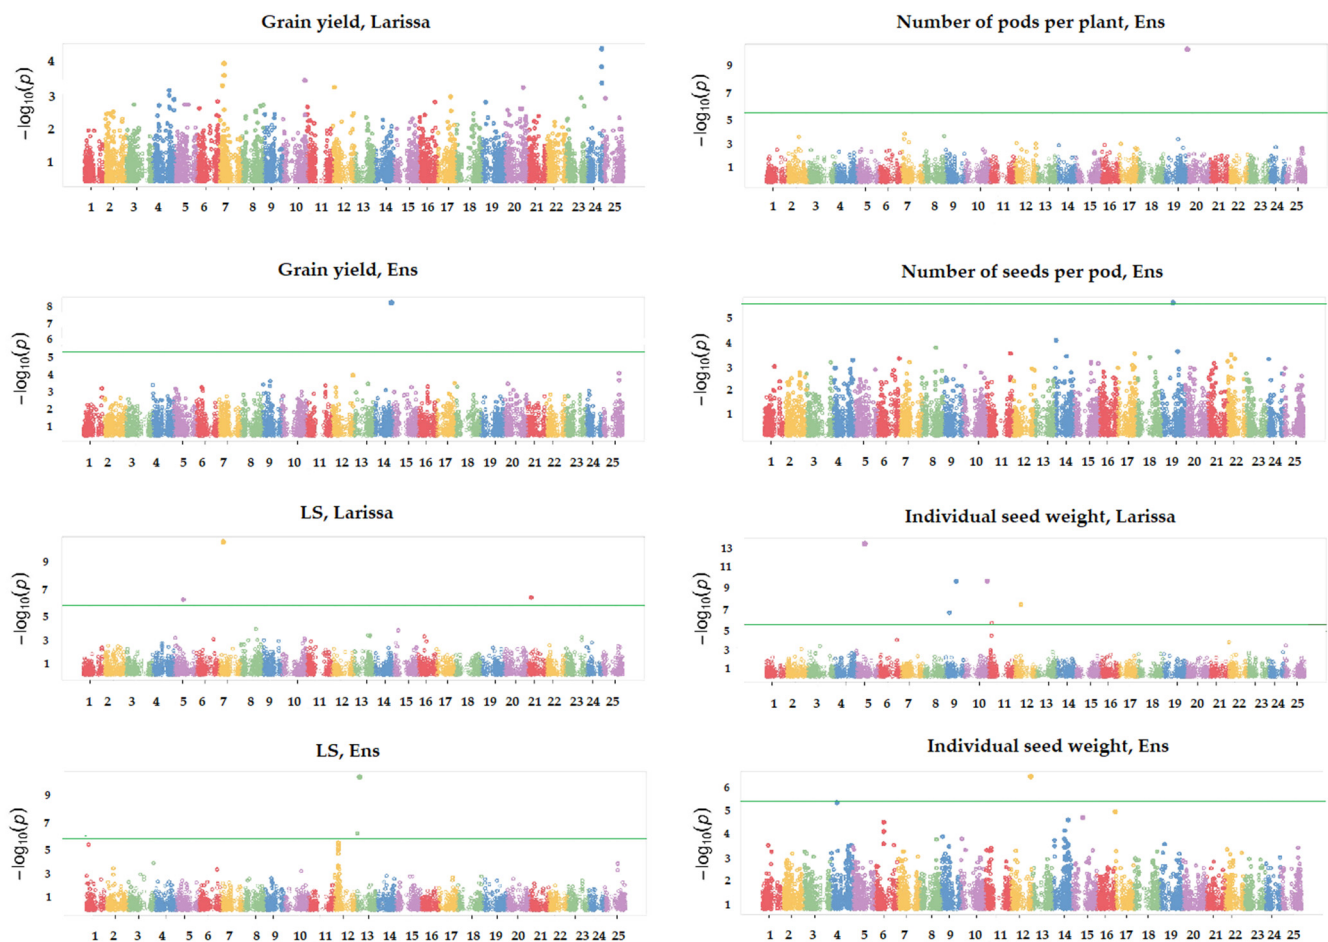 Grain yield, Larissa
−log10(p)
4
3
2
1
1 2 3 4 5 6 7 8 9 10 11 12 13 14 15 16 17 18 19 20 21 22 23 24 25
Number of pods per plant, Ens
−log10(p)
9
7
5
3
1
1 2 3 4 5 6 7 8 9 10 11 12 13 14 15 16 17 18 19 20 21 22 23 24 25
Grain yield, Ens
−log10(p)
8
7
6
5
4
3
2
1
1 2 3 4 5 6 7 8 9 10 11 12 13 14 15 16 17 18 19 20 21 22 23 24 25
Number of seeds per pod, Ens
−log10(p)
5
4
3
2
1
1 2 3 4 5 6 7 8 9 10 11 12 13 14 15 16 17 18 19 20 21 22 23 24 25
LS, Larissa
−log10(p)
9
7
5
3
1
1 2 3 4 5 6 7 8 9 10 11 12 13 14 15 16 17 18 19 20 21 22 23 24 25
Individual seed weight, Larissa
−log10(p)
13
11
9
7
5
3
1
1 2 3 4 5 6 7 8 9 10 11 12 13 14 15 16 17 18 19 20 21 22 23 24 25
LS, Ens
−log10(p)
9
7
5
3
1
1 2 3 4 5 6 7 8 9 10 11 12 13 14 15 16 17 18 19 20 21 22 23 24 25
Individual seed weight, Ens
−log10(p)
6
5
4
3
2
1
1 2 3 4 5 6 7 8 9 10 11 12 13 14 15 16 17 18 19 20 21 22 23 24 25